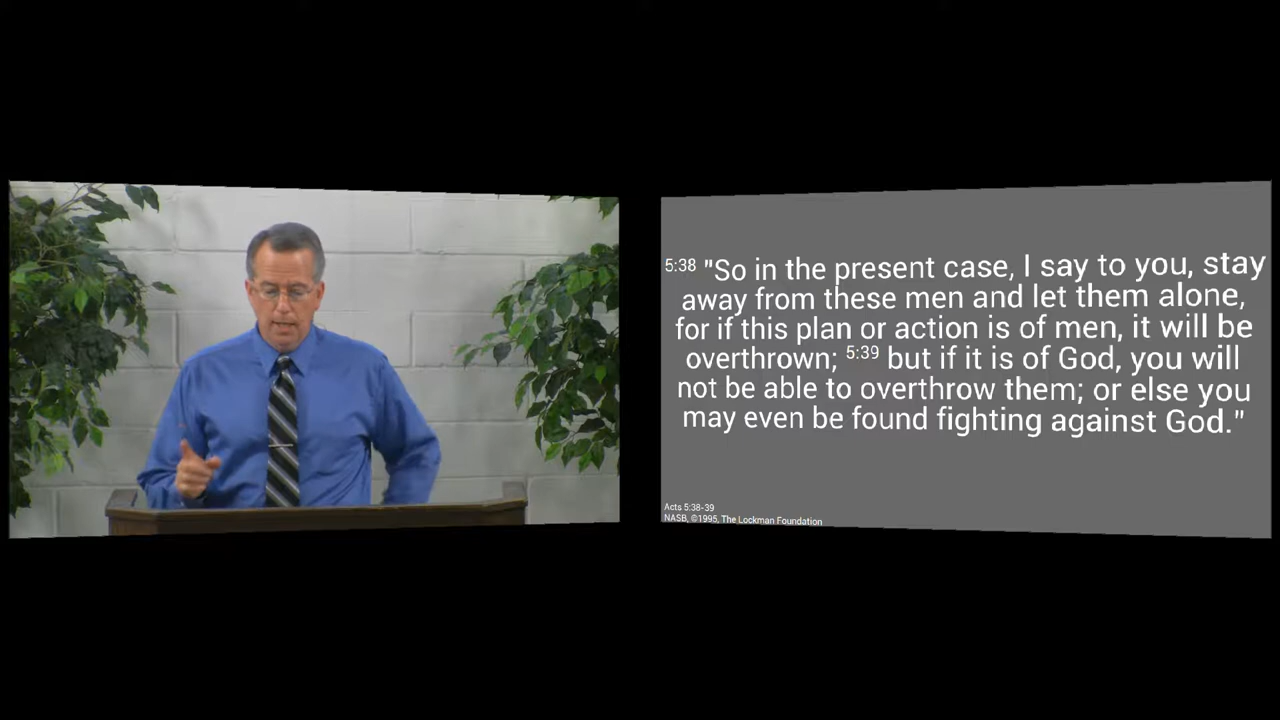 5:38 "So in the present case, I say to you, stay
away from these men and let them alone,
for if this plan or action is of men, it will be
overthrown; 5:39 but if it is of God, you will
not be able to overthrow them; or else you
may even be found fighting against God."
Acts 5:38-39
NASB, ©1995, The Lockman Foundation